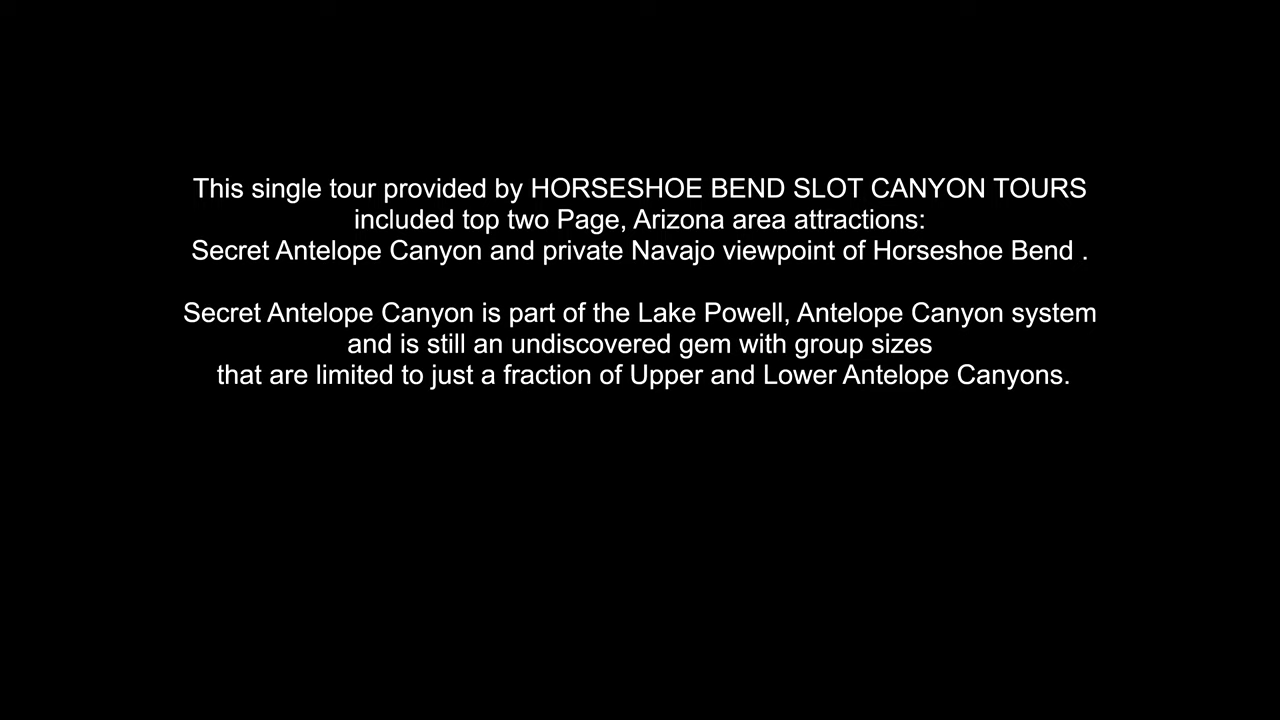 This single tour provided by HORSESHOE BEND SLOT CANYON TOURS
included top two Page, Arizona area attractions:
Secret Antelope Canyon and private Navajo viewpoint of Horseshoe Bend .
Secret Antelope Canyon is part of the Lake Powell, Antelope Canyon system
and is still an undiscovered gem with group sizes
that are limited to just a fraction of Upper and Lower Antelope Canyons.